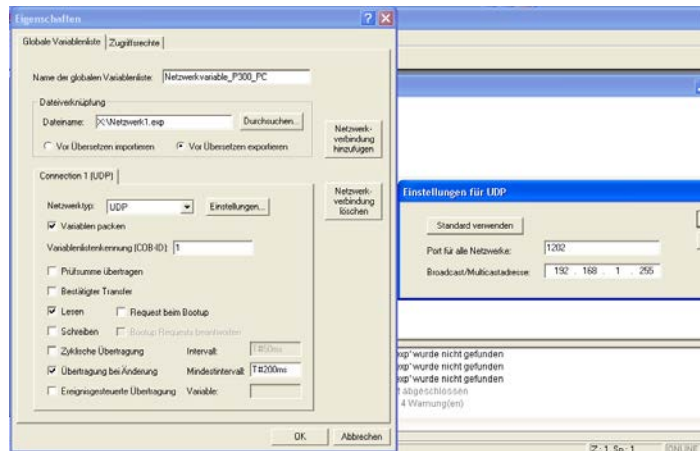 Eigenschaften
Globale Variablenliste
Zugriffsrechte
Name der globalen Variablenliste: Netzwerkvariable_P300_PC
Dateiverknüpfung
Dateiname: X:\Netzwerk1.exp Durchsuchen...
Vor Übersetzen importieren Vor Übersetzen exportieren
Netzwerk-
verbindung
hinzufügen
Connection 1 (UDP)
Netzwerk-
verbindung
löschen
Netzwerktyp: UDP Einstellungen...
Variablen packen
Variablenlistenkennung (COB-ID): 1
Prüfsumme übertragen
Bestätigter Transfer
Lesen Request beim Bootup
Schreiben Bootup Requests beantworten
Zyklische Übertragung Intervall: T#50ms
Übertragung bei Änderung Mindestintervall: T#200ms
Ereignisgesteuerte Übertragung Variable:
OK Abbrechen
Einstellungen für UDP
Standard verwenden
Port für alle Netzwerke: 1202
Broadcast/Multicastadresse: 192 . 168 . 1 . 255
exp' wurde nicht gefunden
exp' wurde nicht gefunden
exp' wurde nicht gefunden
abgeschlossen
4 Warnung(en)
Z.: 1, Sp.: 1 ONLINE